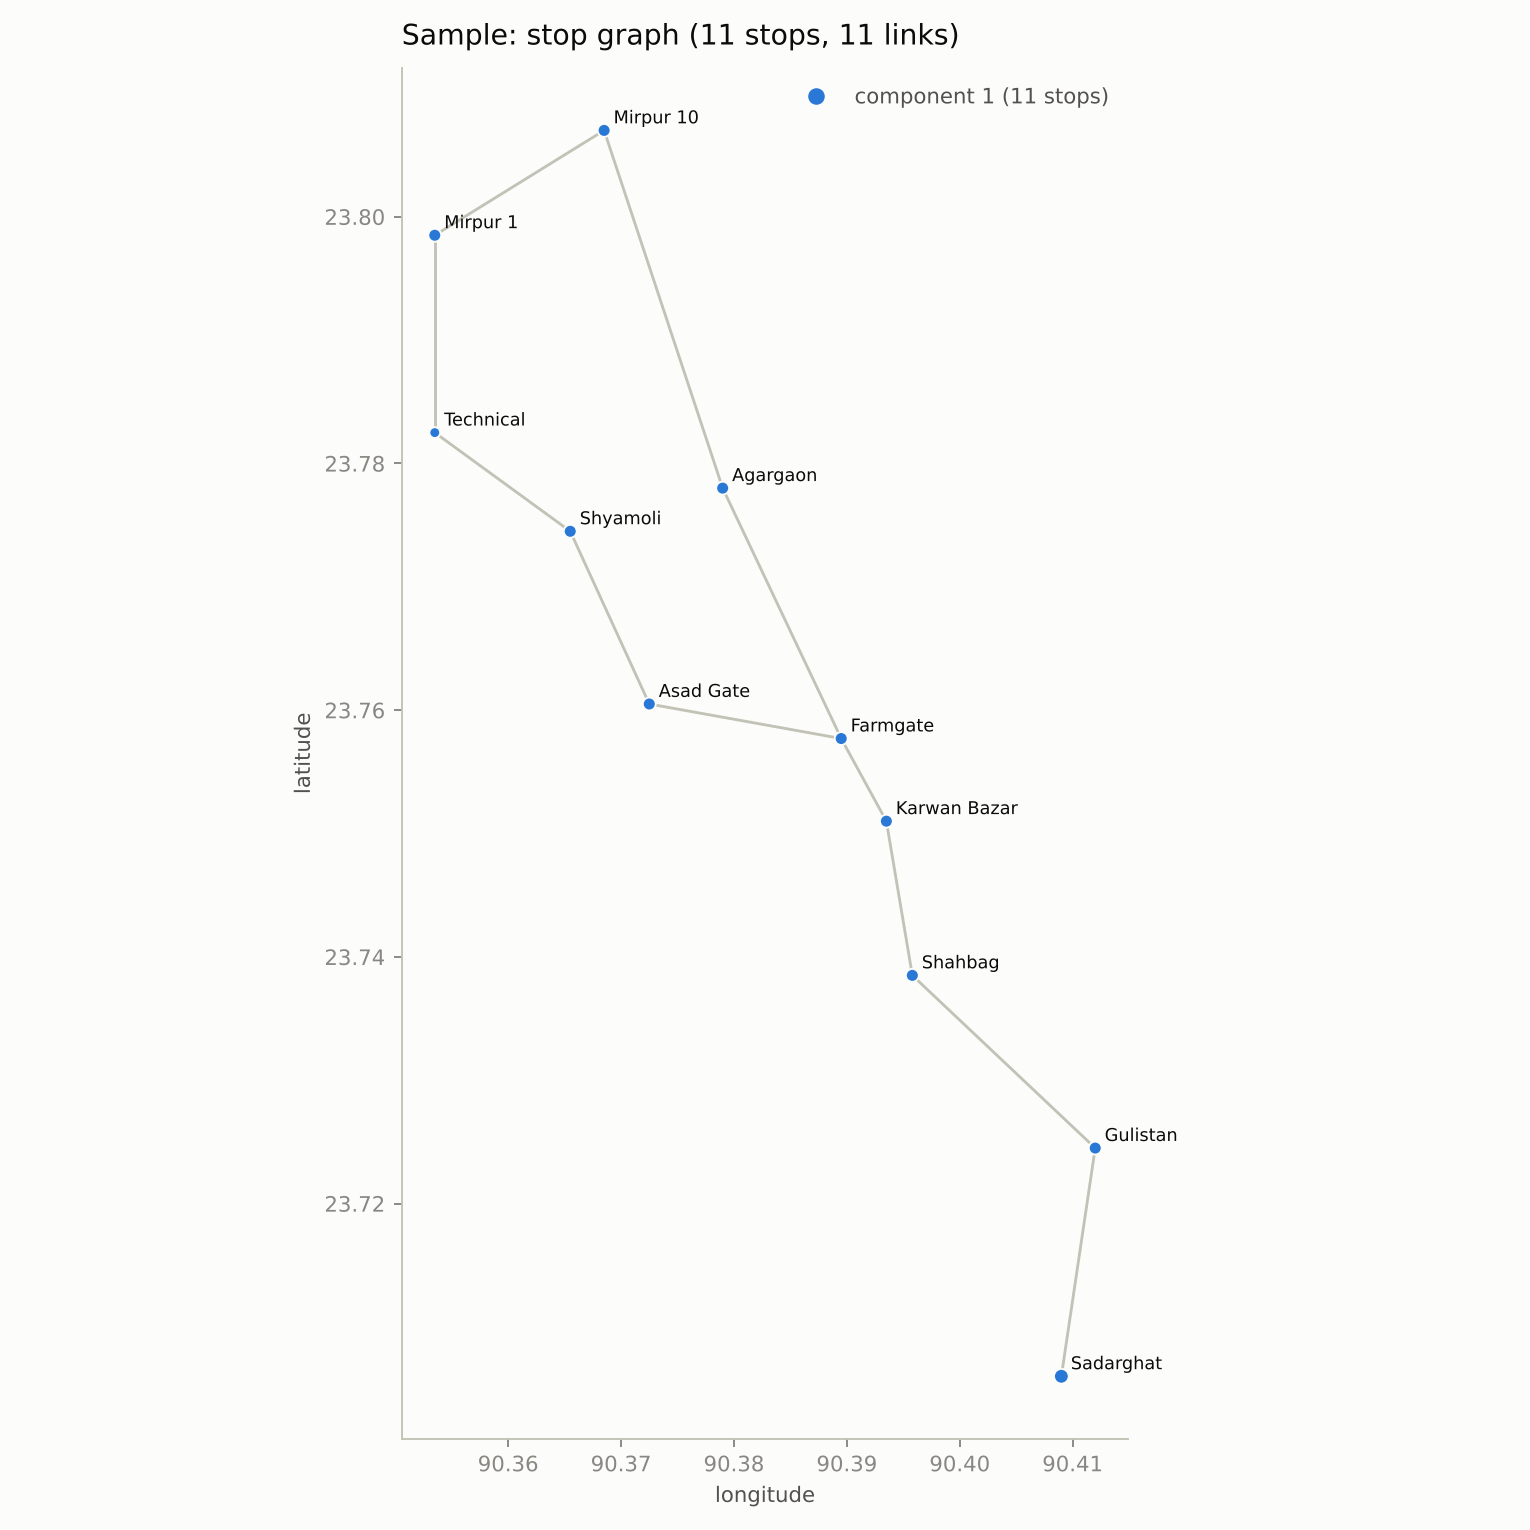 Sample: stop graph (11 stops, 11 links)
component 1 (11 stops)
Mirpur 10
23.80
Mirpur 1
Technical
23.78
Agargaon
Shyamoli
Asad Gate
23.76
Farmgate
latitude
Karwan Bazar
23.74
Shahbag
Gulistan
23.72
Sadarghat
90.36 90.37 90.38 90.39 90.40 90.41
longitude